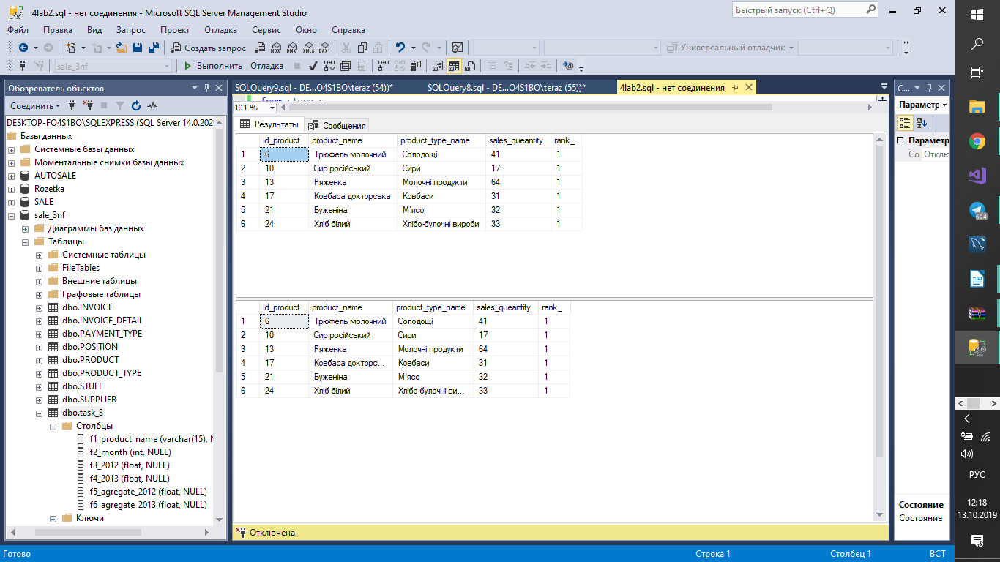 4lab2.sql - нет соединения - Microsoft SQL Server Management Studio
Быстрый запуск (Ctrl+Q)
Файл Правка Вид Запрос Проект Отладка Сервис Окно Справка
Создать запрос MDX DMX XMLA DAX Универсальный отладчик
sale_3nf Выполнить Отладка
Обозреватель объектов
Соединить
DESKTOP-FO4S1BO\SQLEXPRESS (SQL Server 14.0.202
Базы данных
Системные базы данных
Моментальные снимки базы данных
AUTOSALE
Rozetka
SALE
sale_3nf
Диаграммы баз данных
Таблицы
Системные таблицы
FileTables
Внешние таблицы
Графовые таблицы
dbo.INVOICE
dbo.INVOICE_DETAIL
dbo.PAYMENT_TYPE
dbo.POSITION
dbo.PRODUCT
dbo.PRODUCT_TYPE
dbo.STUFF
dbo.SUPPLIER
dbo.task_3
Столбцы
f1_product_name (varchar(15), N
f2_month (int, NULL)
f3_2012 (float, NULL)
f4_2013 (float, NULL)
f5_agregate_2012 (float, NULL)
f6_agregate_2013 (float, NULL)
Ключи
SQLQuery9.sql - DE...O4S1BO\teraz (54))* SQLQuery8.sql - DE...O4S1BO\teraz (55))* 4lab2.sql - нет соединения
101 %
Результаты Сообщения
id_product product_name product_type_name sales_queantity rank_
1 6 Трюфель молочний Солодощі 41 1
2 10 Сир російський Сири 17 1
3 13 Ряженка Молочні продукти 64 1
4 17 Ковбаса докторська Ковбаси 31 1
5 21 Буженіна М`ясо 32 1
6 24 Хліб білий Хлібо-булочні вироби 33 1
id_product product_name product_type_name sales_queantity rank_
1 6 Трюфель молочний Солодощі 41 1
2 10 Сир російський Сири 17 1
3 13 Ряженка Молочні продукти 64 1
4 17 Ковбаса докторс... Ковбаси 31 1
5 21 Буженіна М`ясо 32 1
6 24 Хліб білий Хлібо-булочні ви... 33 1
Отключена.
С...
Параметр
Параметр
Со Отклю
Состояние
Состояние
Готово Строка 1 Столбец 1 ВСТ
604
РУС
12:18
13.10.2019